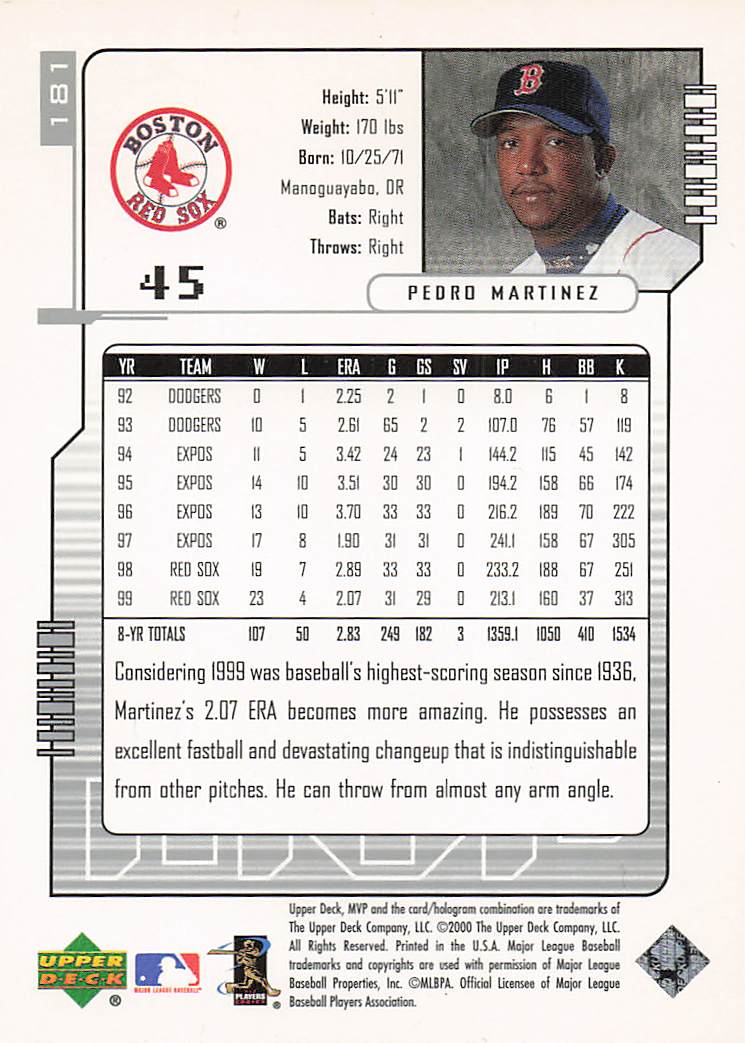 181
BOSTON
RED SOX
®
45
Height: 5'11"
Weight: 170 lbs
Born: 10/25/71
Manoguayabo, DR
Bats: Right
Throws: Right
B
PEDRO MARTINEZ
YR TEAM W L ERA G GS SV IP H BB K
92 DODGERS 0 1 2.25 2 1 0 8.0 6 1 8
93 DODGERS 10 5 2.61 65 2 2 107.0 76 57 119
94 EXPOS 11 5 3.42 24 23 1 144.2 115 45 142
95 EXPOS 14 10 3.51 30 30 0 194.2 158 66 174
96 EXPOS 13 10 3.70 33 33 0 216.2 189 70 222
97 EXPOS 17 8 1.90 31 31 0 241.1 158 67 305
98 RED SOX 19 7 2.89 33 33 0 233.2 188 67 251
99 RED SOX 23 4 2.07 31 29 0 213.1 160 37 313
8-YR TOTALS 107 50 2.83 249 182 3 1359.1 1050 410 1534
Considering 1999 was baseball's highest-scoring season since 1936,
Martinez's 2.07 ERA becomes more amazing. He possesses an
excellent fastball and devastating changeup that is indistinguishable
from other pitches. He can throw from almost any arm angle.
Upper Deck, MVP and the card/hologram combination are trademarks of
The Upper Deck Company, LLC. ©2000 The Upper Deck Company, LLC.
All Rights Reserved. Printed in the U.S.A. Major League Baseball
trademarks and copyrights are used with permission of Major League
Baseball Properties, Inc. ©MLBPA. Official Licensee of Major League
Baseball Players Association.
UPPER
DECK
®
MAJOR LEAGUE BASEBALL
PLAYERS
CHOICE
®